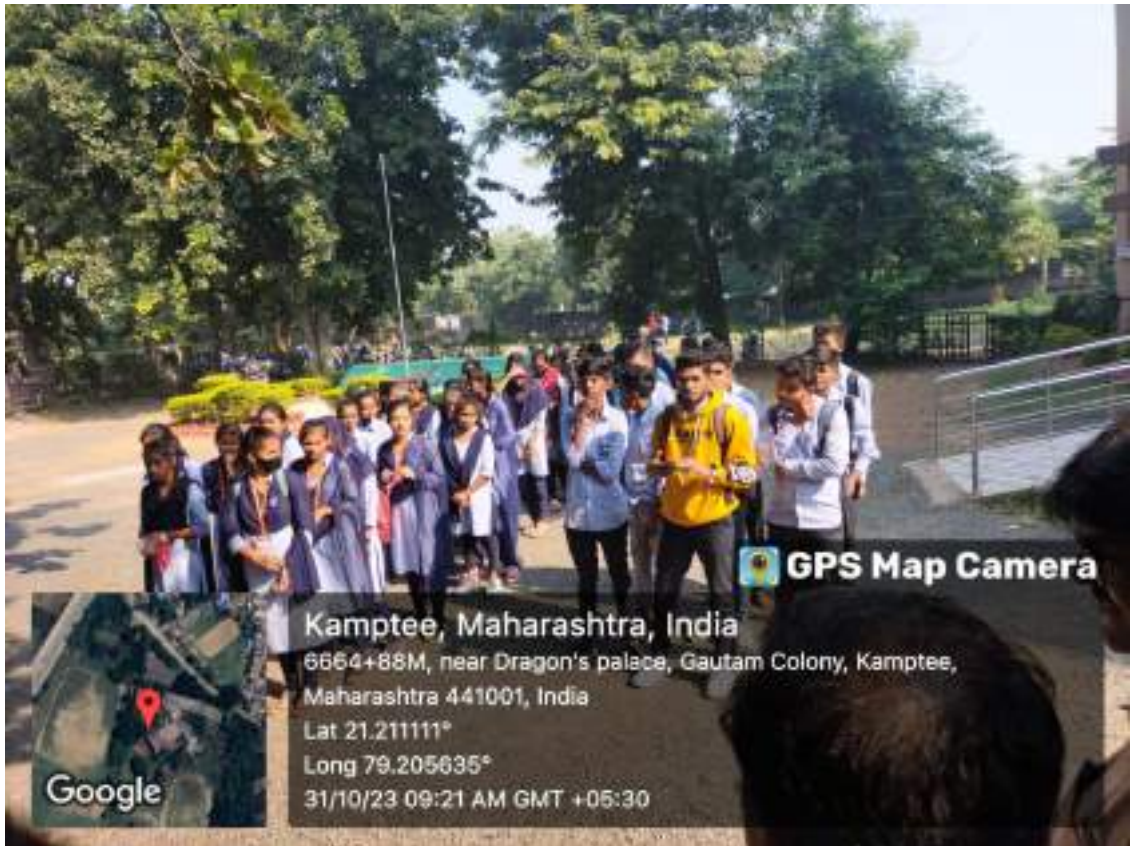 GPS Map Camera
Kamptee, Maharashtra, India
6664+88M, near Dragon's palace, Gautam Colony, Kamptee,
Maharashtra 441001, India
Lat 21.211111°
Long 79.205635°
31/10/23 09:21 AM GMT +05:30
Google